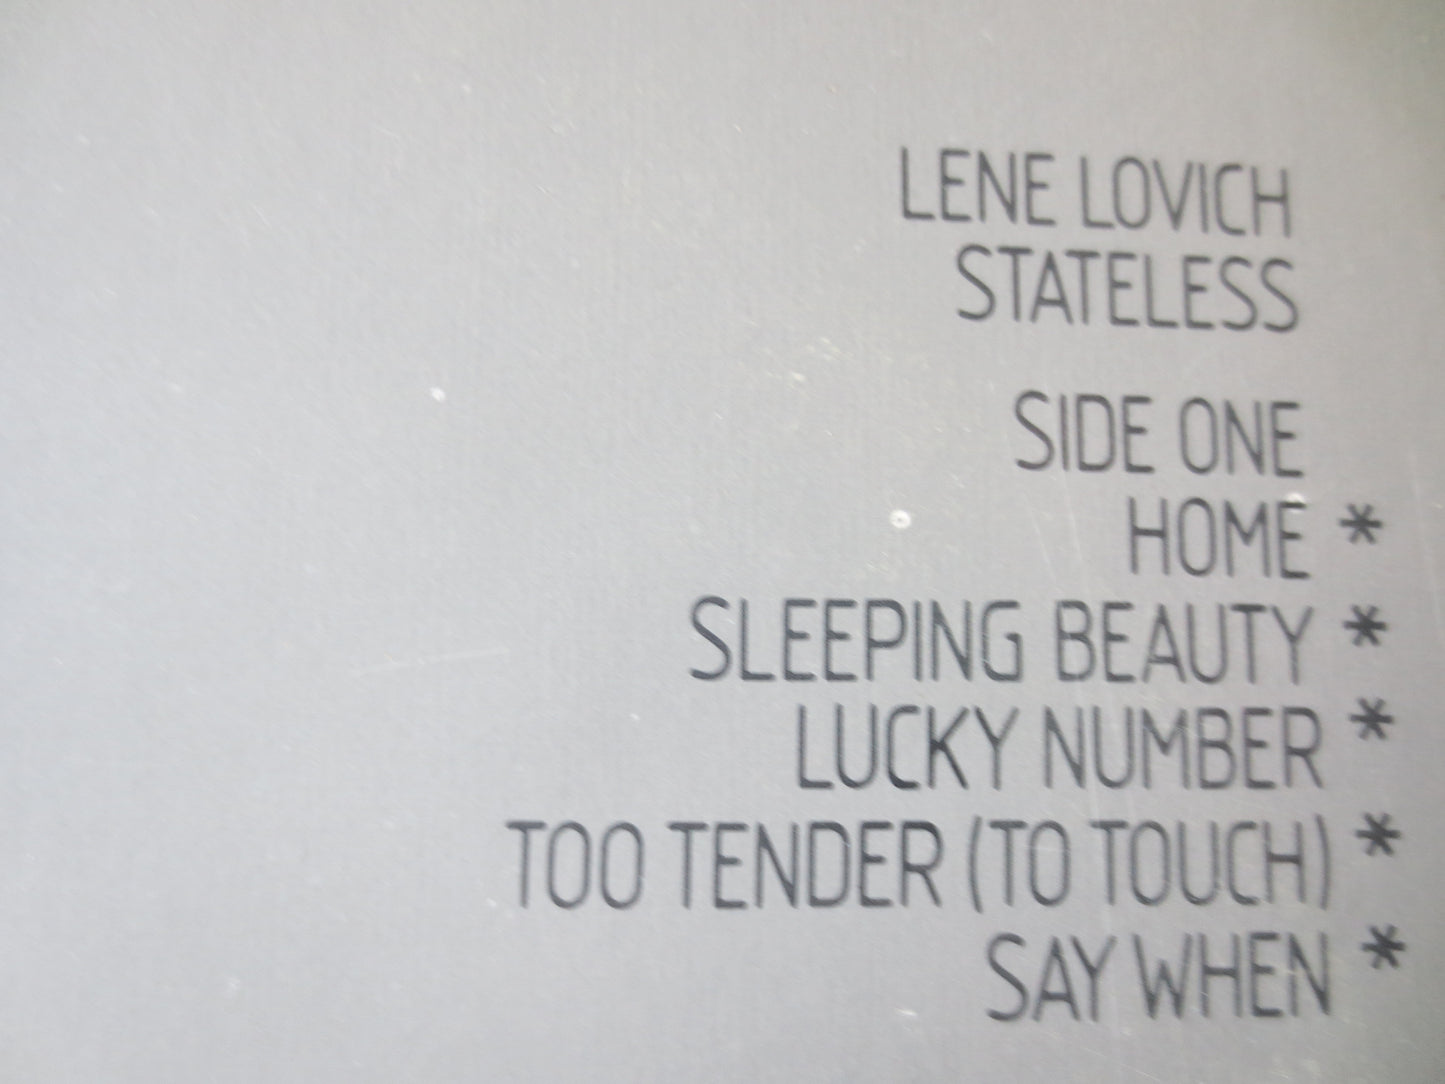 LENE LOVICH
STATELESS
SIDE ONE
HOME *
SLEEPING BEAUTY *
LUCKY NUMBER *
TOO TENDER (TO TOUCH) *
SAY WHEN *